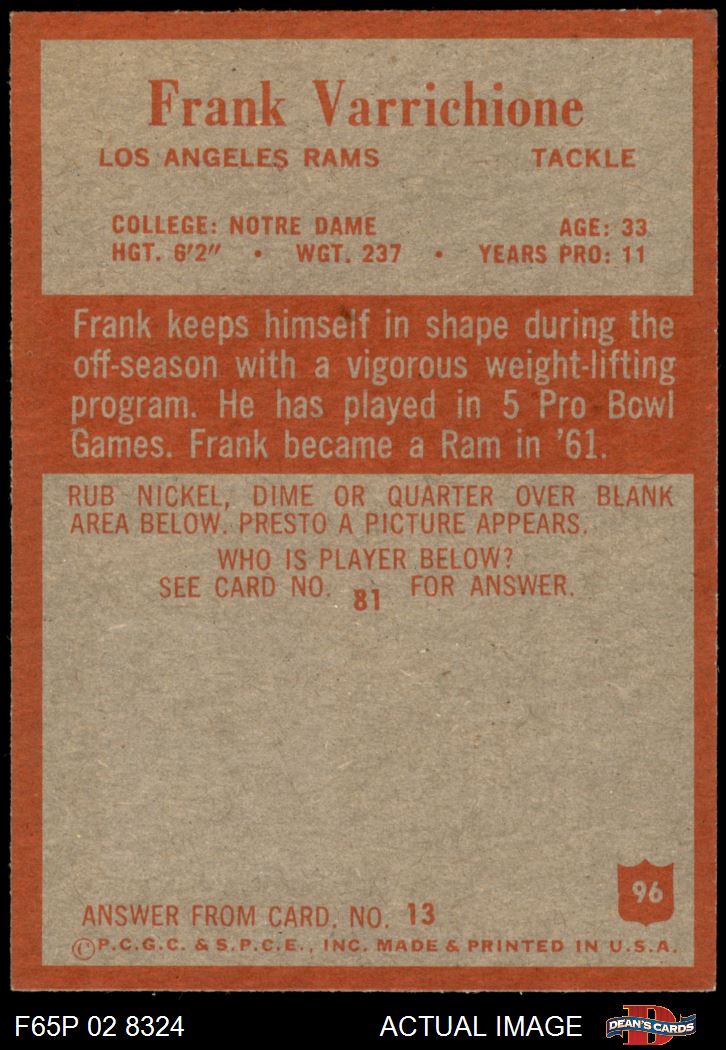 Frank Varrichione
LOS ANGELES RAMS TACKLE
COLLEGE: NOTRE DAME AGE: 33
HGT. 6'2" • WGT. 237 • YEARS PRO: 11
Frank keeps himself in shape during the
off-season with a vigorous weight-lifting
program. He has played in 5 Pro Bowl
Games. Frank became a Ram in '61.
RUB NICKEL, DIME OR QUARTER OVER BLANK
AREA BELOW. PRESTO A PICTURE APPEARS.
WHO IS PLAYER BELOW?
SEE CARD NO. 81 FOR ANSWER.
96
ANSWER FROM CARD. NO. 13
©P.C.G.C. & S.P.C.E., INC. MADE & PRINTED IN U.S.A.
F65P 02 8324 ACTUAL IMAGE D DEAN'S CARDS